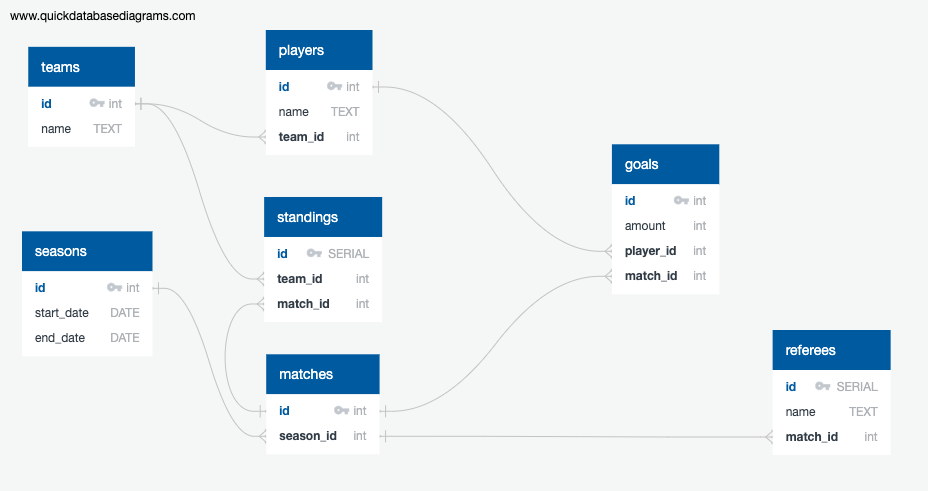 www.quickdatabasediagrams.com
teams
id int
name TEXT
players
id int
name TEXT
team_id int
standings
id SERIAL
team_id int
match_id int
seasons
id int
start_date DATE
end_date DATE
matches
id int
season_id int
goals
id int
amount int
player_id int
match_id int
referees
id SERIAL
name TEXT
match_id int